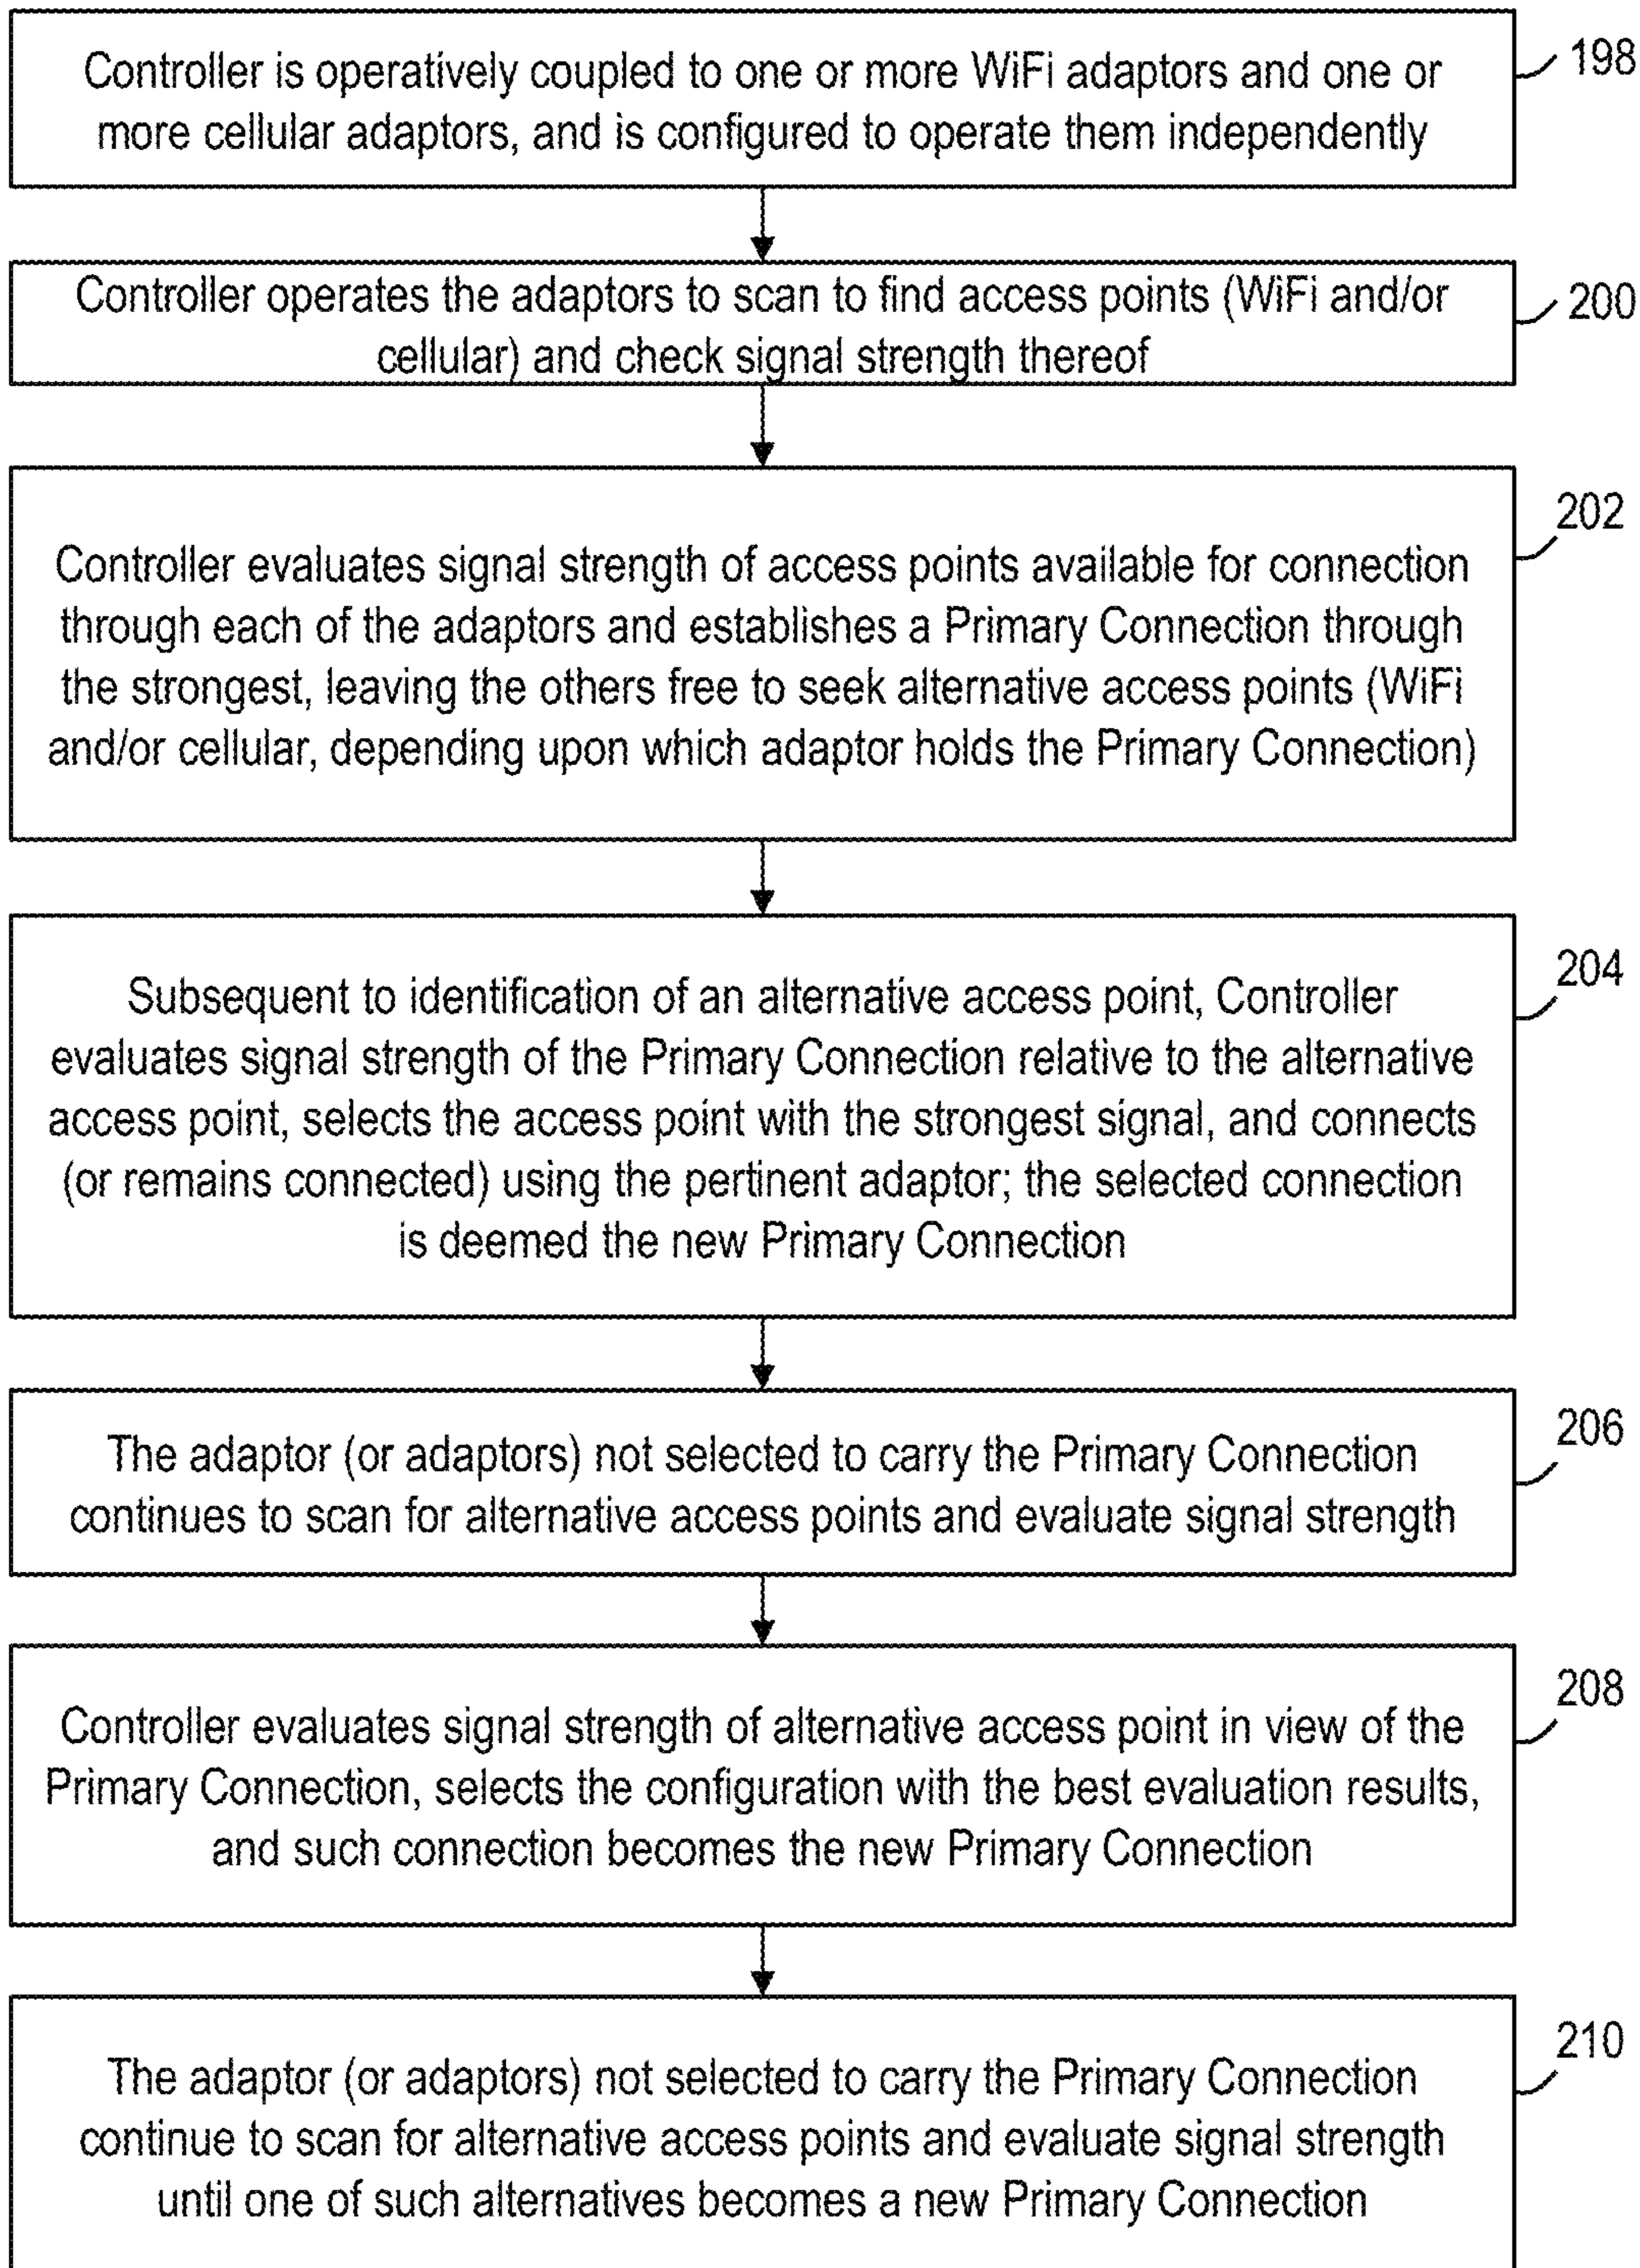 Controller is operatively coupled to one or more WiFi adaptors and one or
more cellular adaptors, and is configured to operate them independently
198
Controller operates the adaptors to scan to find access points (WiFi and/or
cellular) and check signal strength thereof
200
Controller evaluates signal strength of access points available for connection
through each of the adaptors and establishes a Primary Connection through
the strongest, leaving the others free to seek alternative access points (WiFi
and/or cellular, depending upon which adaptor holds the Primary Connection)
202
Subsequent to identification of an alternative access point, Controller
evaluates signal strength of the Primary Connection relative to the alternative
access point, selects the access point with the strongest signal, and connects
(or remains connected) using the pertinent adaptor; the selected connection
is deemed the new Primary Connection
204
The adaptor (or adaptors) not selected to carry the Primary Connection
continues to scan for alternative access points and evaluate signal strength
206
Controller evaluates signal strength of alternative access point in view of the
Primary Connection, selects the configuration with the best evaluation results,
and such connection becomes the new Primary Connection
208
The adaptor (or adaptors) not selected to carry the Primary Connection
continue to scan for alternative access points and evaluate signal strength
until one of such alternatives becomes a new Primary Connection
210